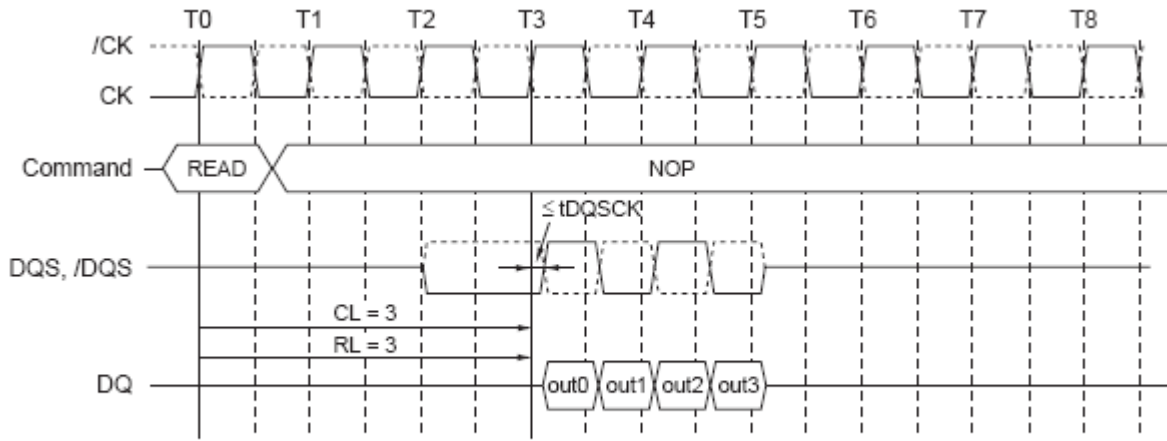 T0 T1 T2 T3 T4 T5 T6 T7 T8
/CK
CK
Command READ NOP
≤ tDQSCK
DQS, /DQS
CL = 3
RL = 3
DQ out0 out1 out2 out3